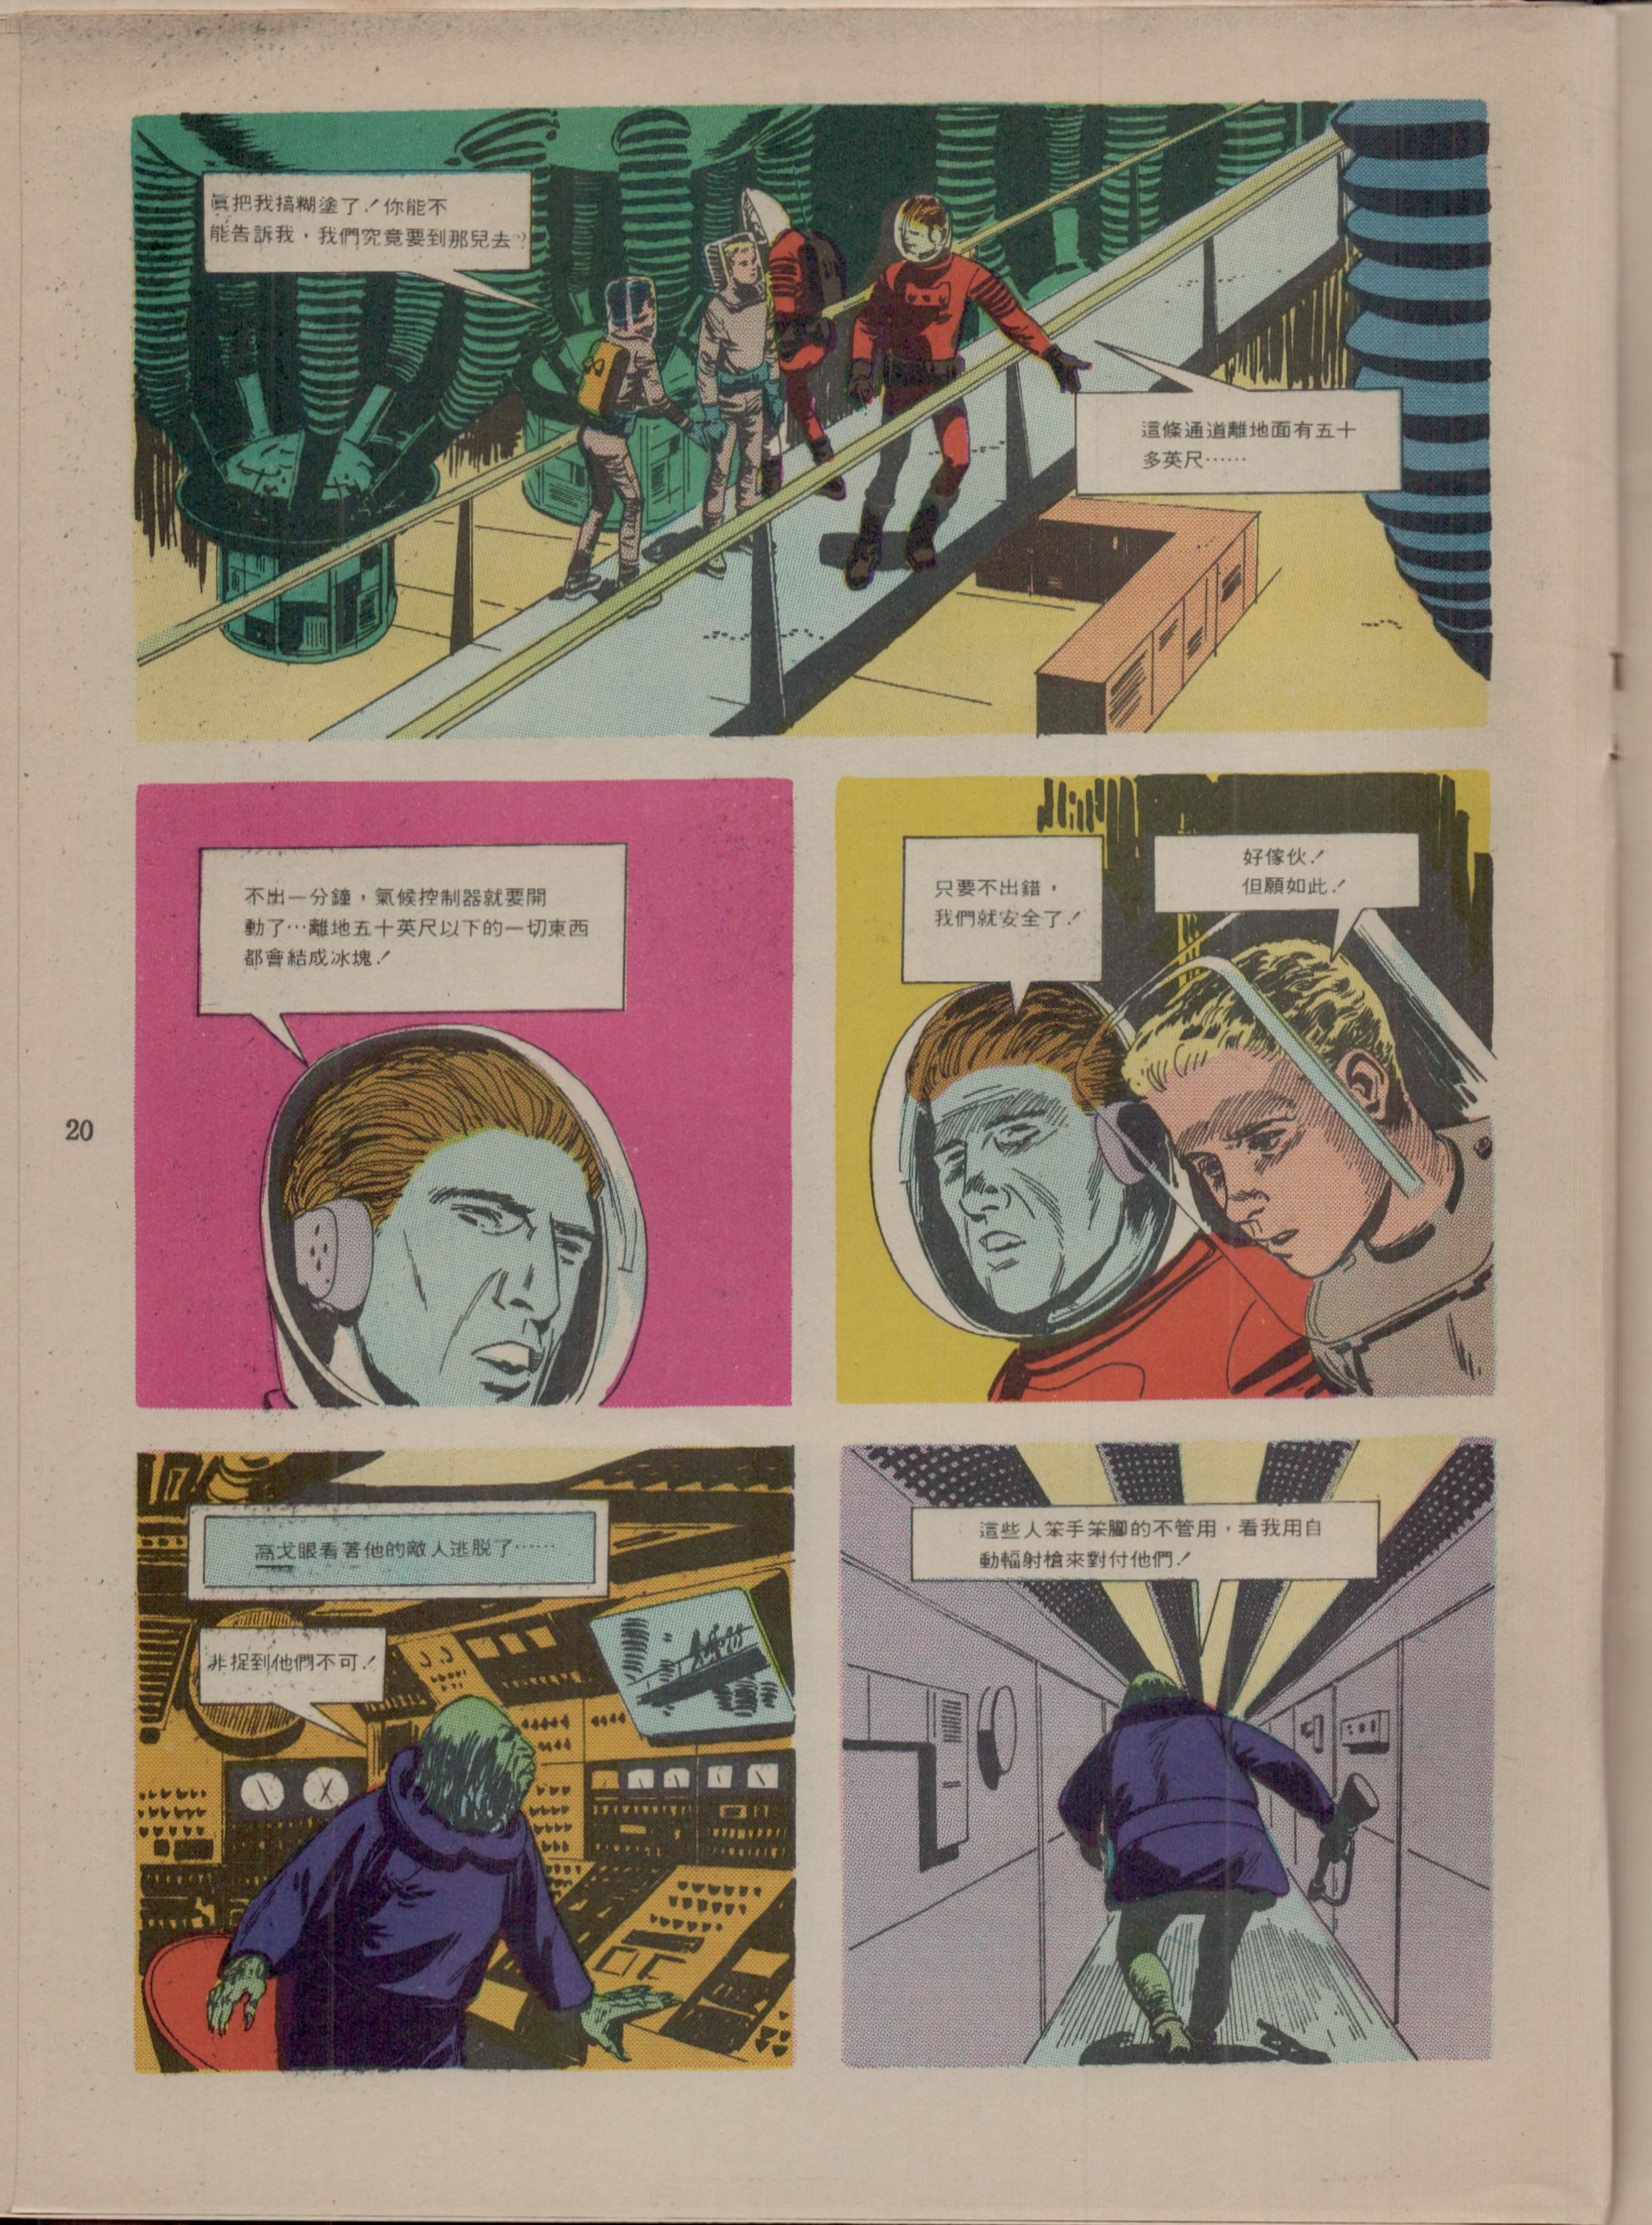 眞把我搞糊塗了！你能不
能告訴我，我們究竟要到那兒去？
這條通道離地面有五十
多英尺……
不出一分鐘，氣候控制器就要開
動了…離地五十英尺以下的一切東西
都會結成冰塊！
只要不出錯，
我們就安全了！
好傢伙！
但願如此！
20
高戈眼看著他的敵人逃脫了……
非捉到他們不可！
這些人笨手笨腳的不管用，看我用自
動輻射槍來對付他們！